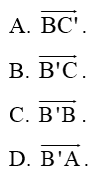 A. $\overrightarrow{BC'}$.
B. $\overrightarrow{B'C}$.
C. $\overrightarrow{B'B}$.
D. $\overrightarrow{B'A}$.